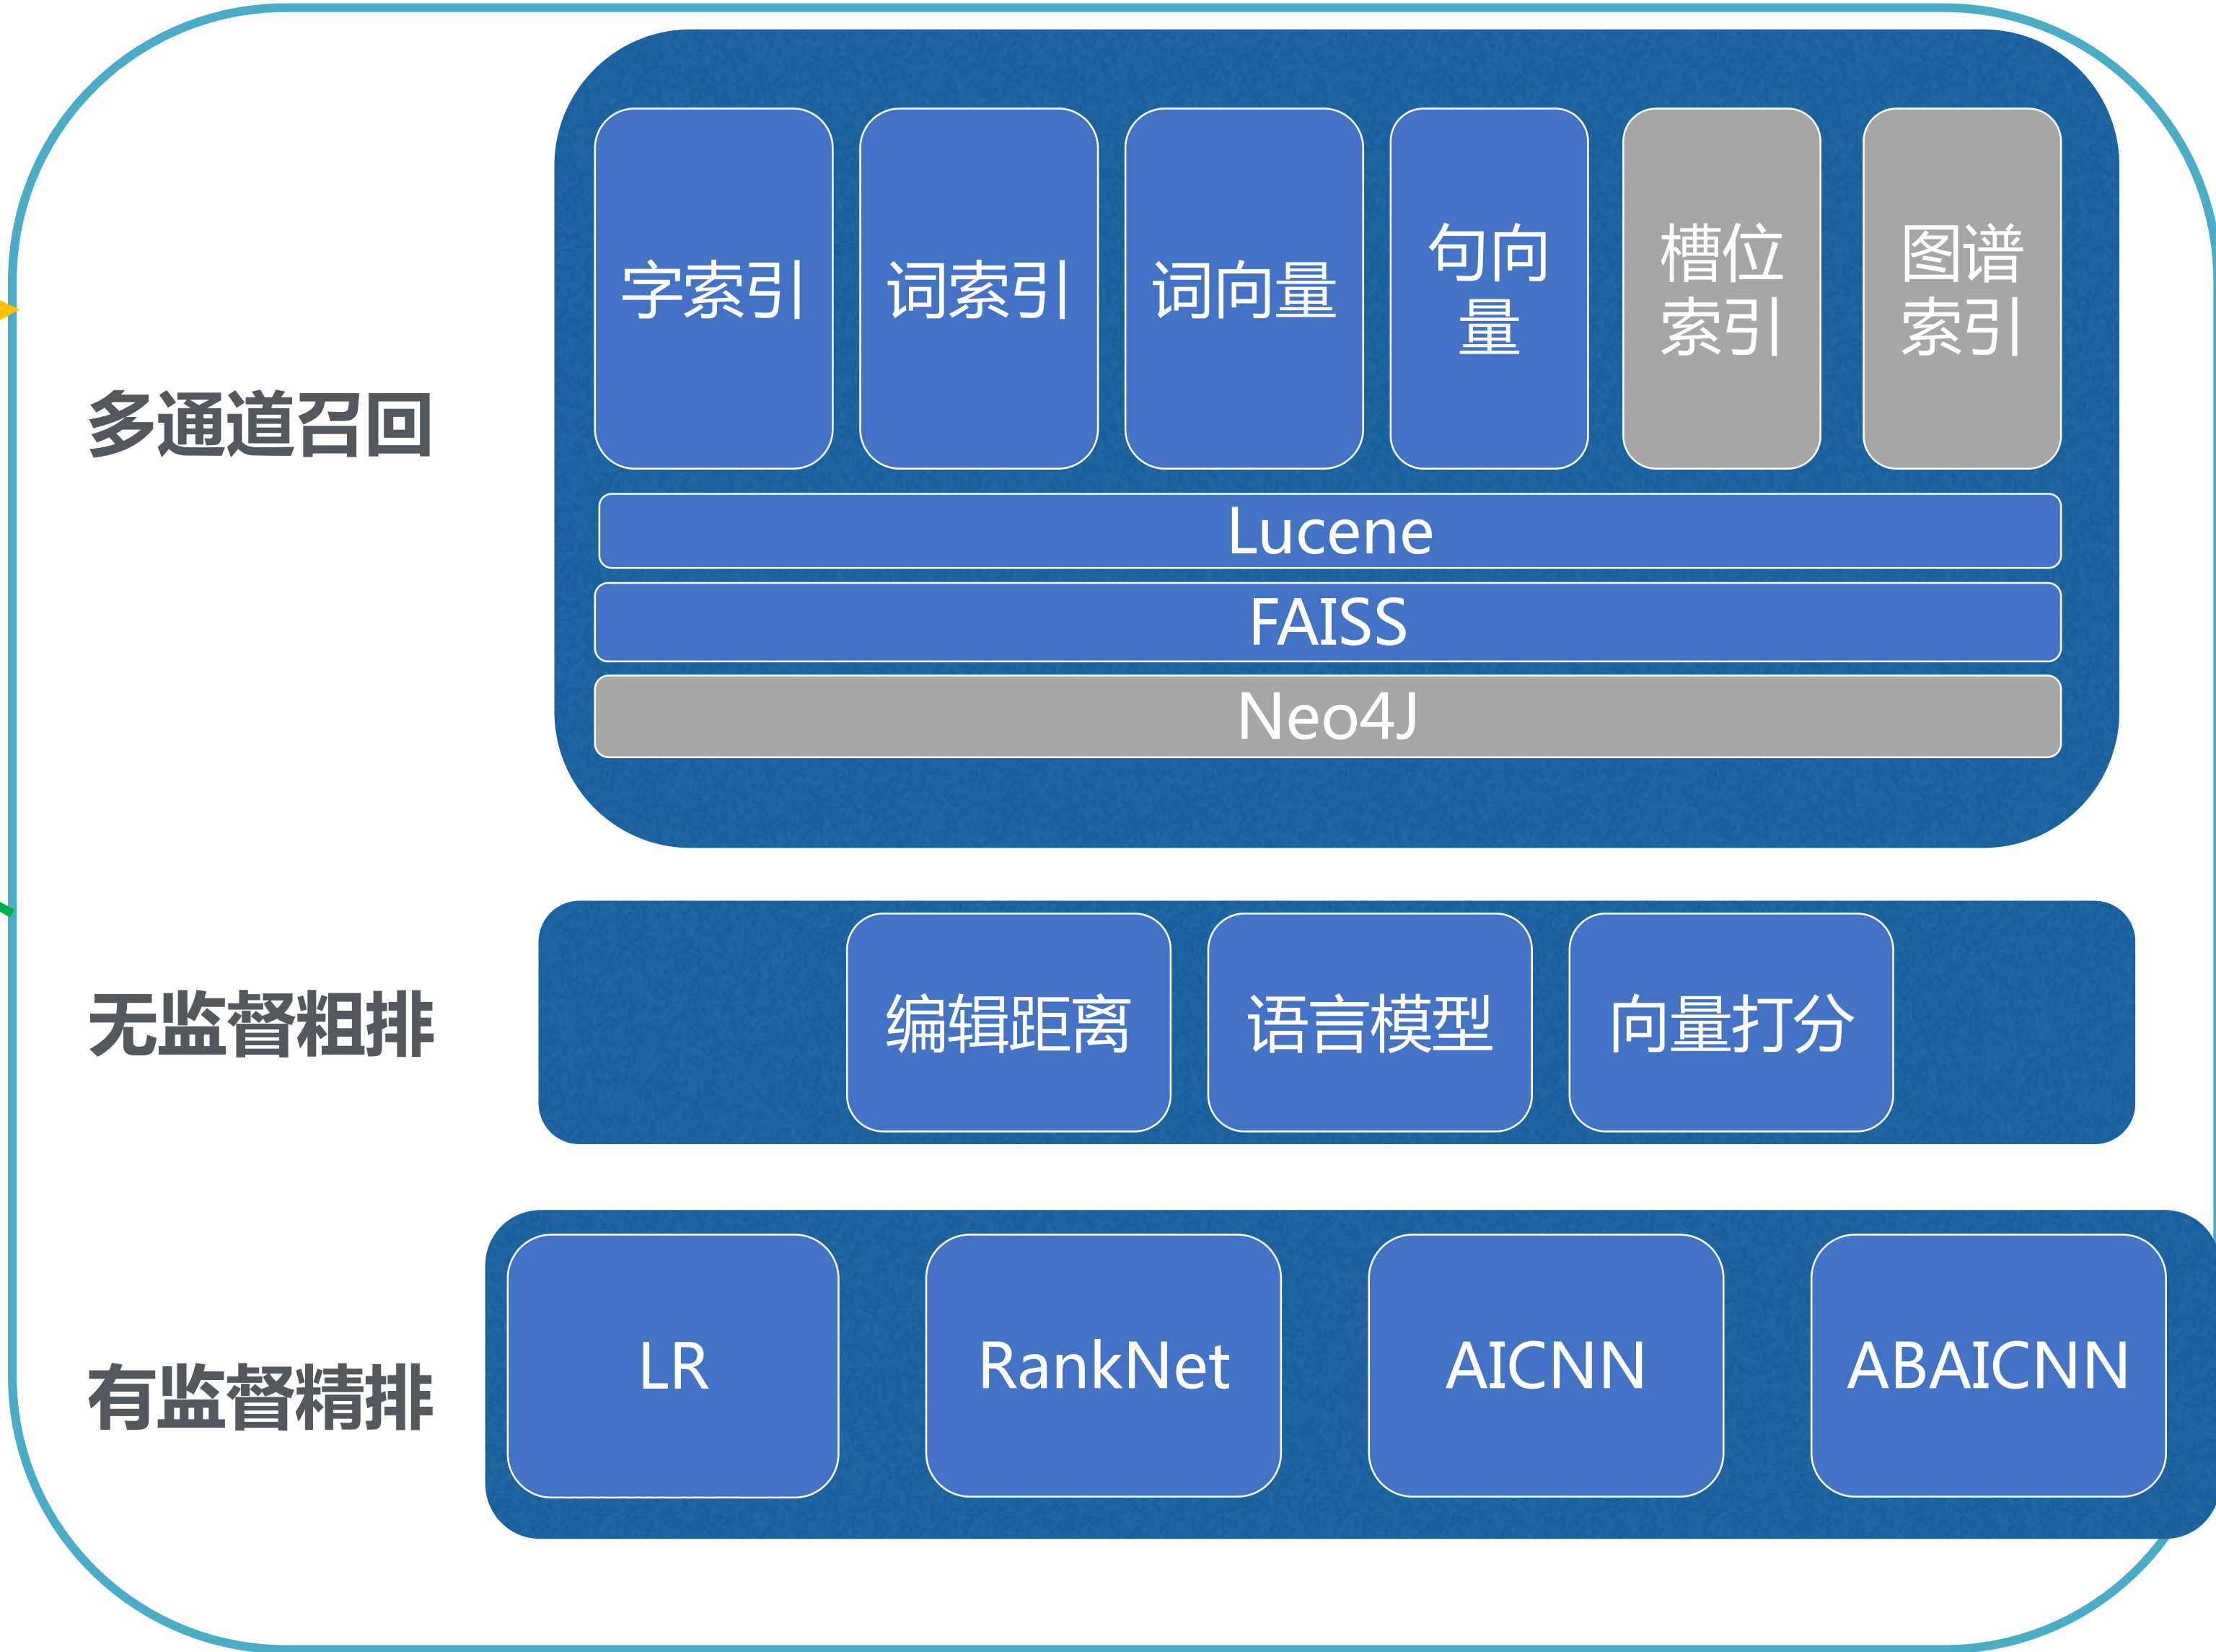 多通道召回
字索引
词索引
词向量
句向
量
槽位
索引
图谱
索引
Lucene
FAISS
Neo4J
无监督粗排
编辑距离
语言模型
向量打分
有监督精排
LR
RankNet
AICNN
ABAICNN